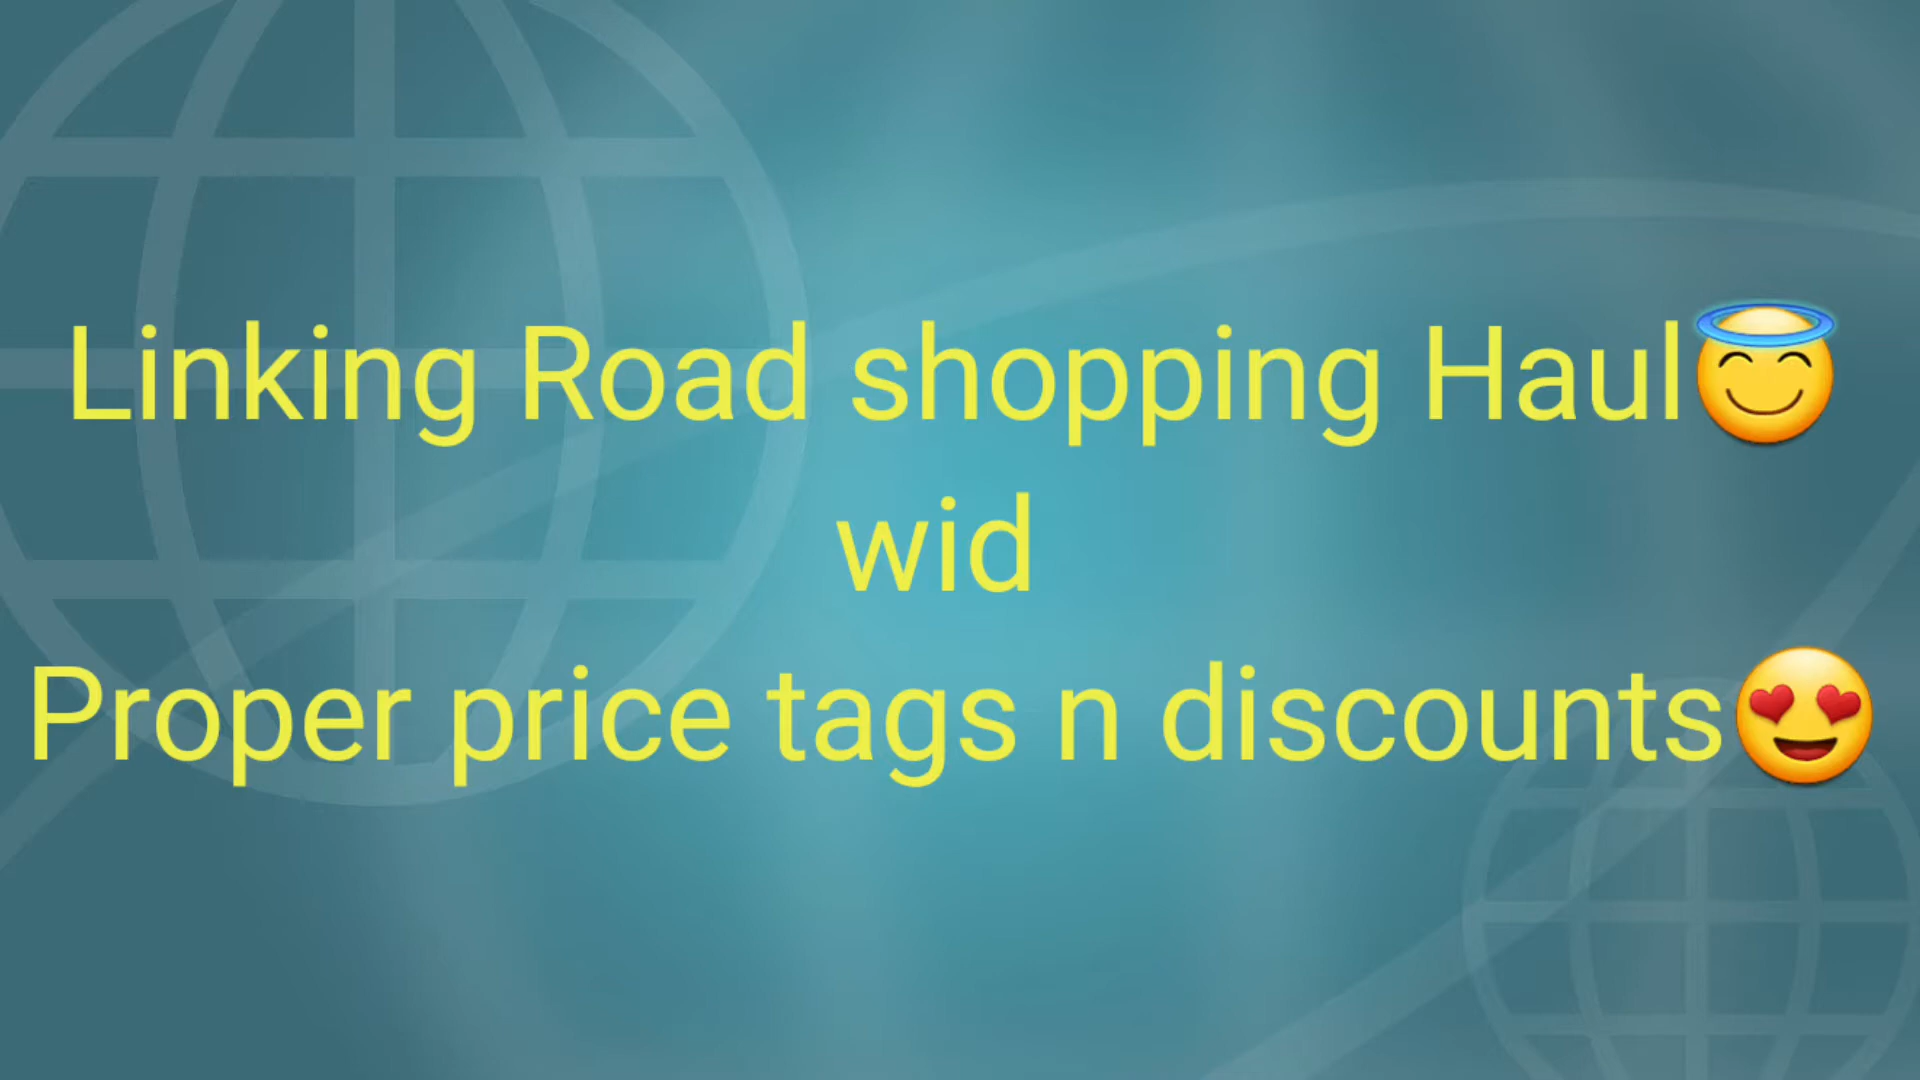 Linking Road shopping Haul😇
wid
Proper price tags n discounts😍